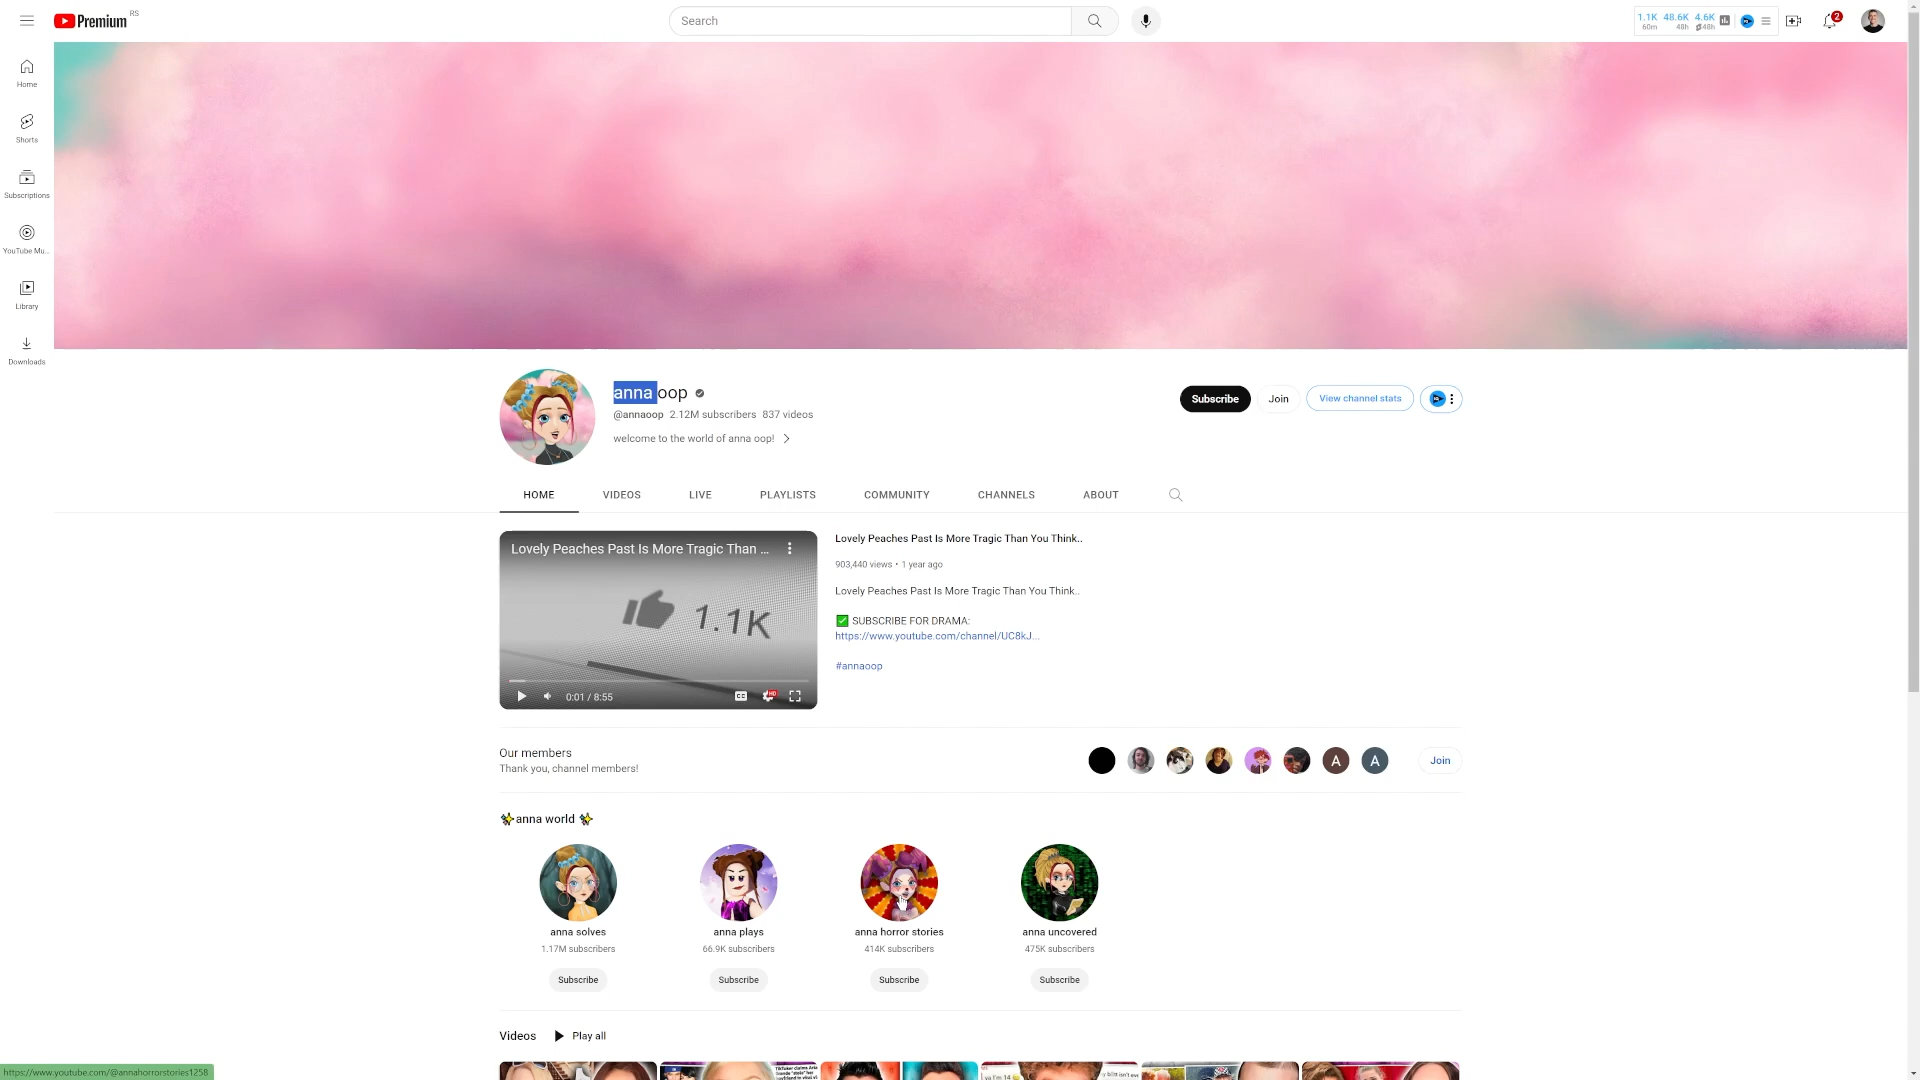 Premium RS
Search
1.1K 48.6K 4.6K
60m 48h 48h
2
Home
Shorts
Subscriptions
YouTube Mu...
Library
Downloads
anna oop
@annaoop 2.12M subscribers 837 videos
welcome to the world of anna oop!
Subscribe
Join
View channel stats
HOME
VIDEOS
LIVE
PLAYLISTS
COMMUNITY
CHANNELS
ABOUT
Lovely Peaches Past Is More Tragic Than ...
1.1K
0:01 / 8:55
CC
HD
Lovely Peaches Past Is More Tragic Than You Think..
903,440 views • 1 year ago
Lovely Peaches Past Is More Tragic Than You Think..
✅ SUBSCRIBE FOR DRAMA:
https://www.youtube.com/channel/UC8kJ...
#annaoop
Our members
Thank you, channel members!
A
A
Join
✨anna world ✨
anna solves
1.17M subscribers
Subscribe
anna plays
66.9K subscribers
Subscribe
anna horror stories
414K subscribers
Subscribe
anna uncovered
475K subscribers
Subscribe
Videos
Play all
https://www.youtube.com/@annahorrorstories1258